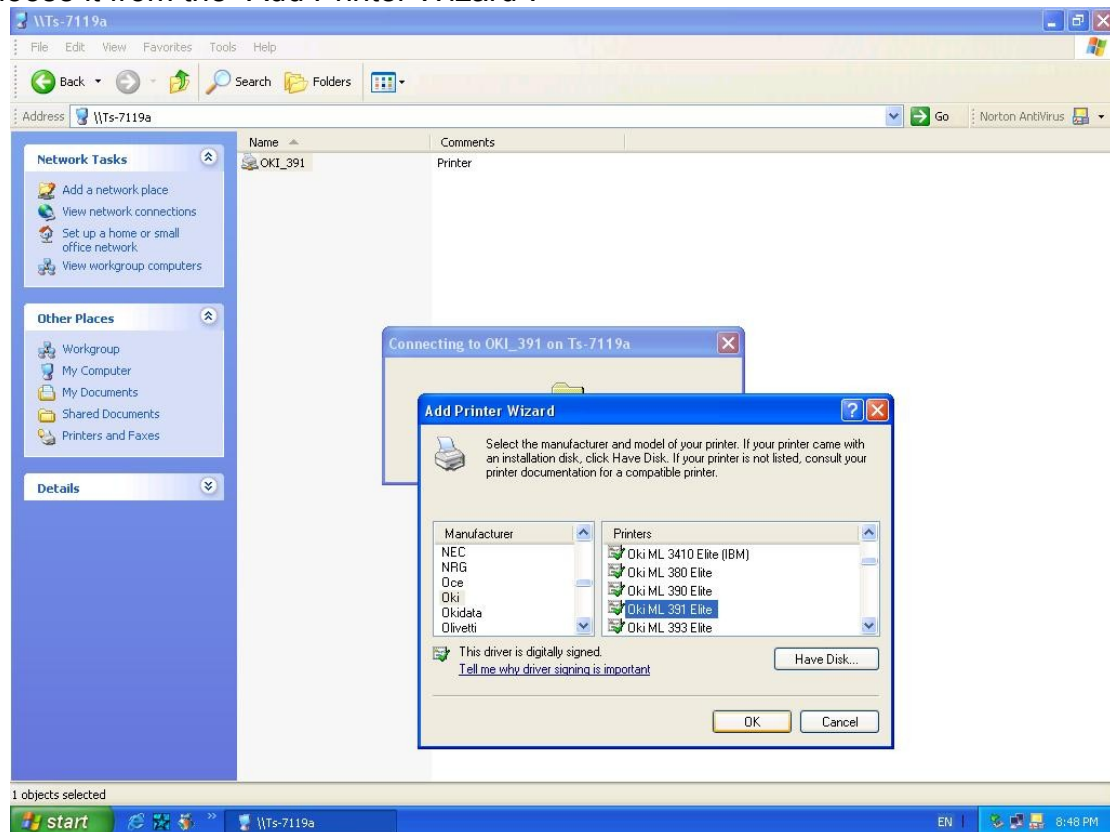 \\Ts-7119a
File Edit View Favorites Tools Help
Back Search Folders
Address \\Ts-7119a Go Norton AntiVirus
Name Comments
OKI_391 Printer
Network Tasks
Add a network place
View network connections
Set up a home or small
office network
View workgroup computers
Other Places
Workgroup
My Computer
My Documents
Shared Documents
Printers and Faxes
Details
Connecting to OKI_391 on Ts-7119a
Add Printer Wizard
Select the manufacturer and model of your printer. If your printer came with
an installation disk, click Have Disk. If your printer is not listed, consult your
printer documentation for a compatible printer.
Manufacturer
NEC
NRG
Oce
Oki
Okidata
Olivetti
Printers
Oki ML 3410 Elite (IBM)
Oki ML 380 Elite
Oki ML 390 Elite
Oki ML 391 Elite
Oki ML 393 Elite
This driver is digitally signed.
Tell me why driver signing is important
Have Disk...
OK Cancel
1 objects selected
start \\Ts-7119a EN 8:48 PM